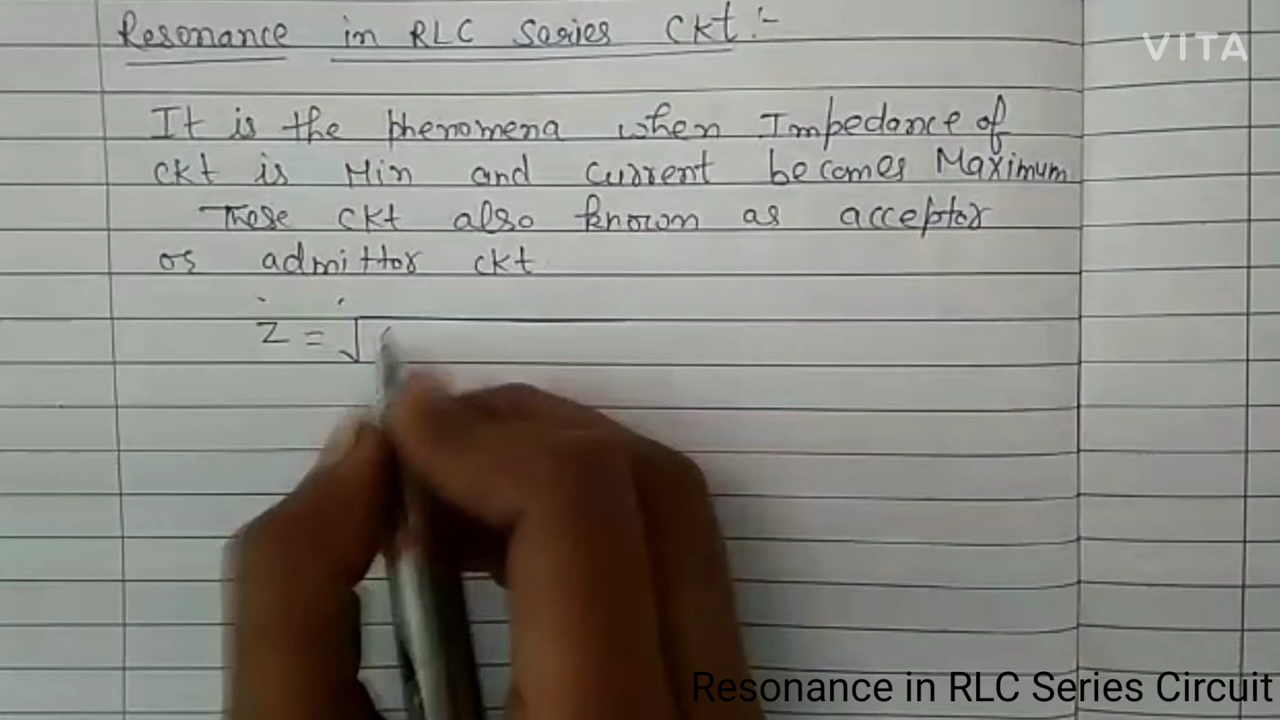 Resonance in RLC Series Ckt :-
VITA
It is the phenomena when Impedance of
ckt is Min and current becomes Maximum
These ckt also known as acceptor
or admittor ckt
Z = √
Resonance in RLC Series Circuit